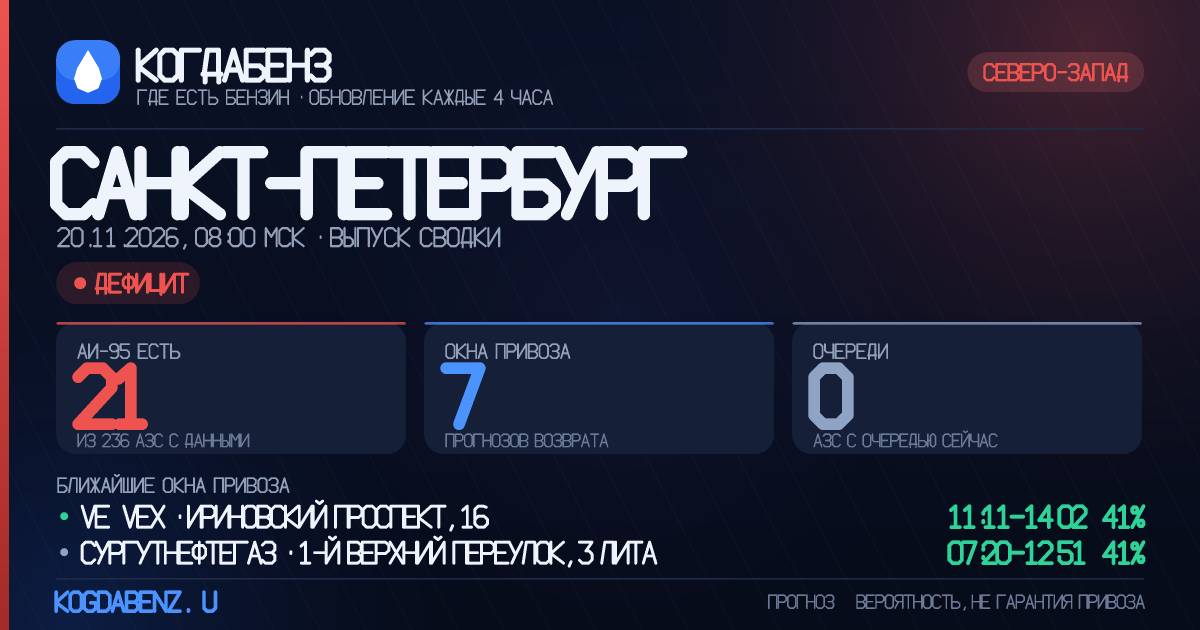 КОГДАБЕНЗ
ГДЕ ЕСТЬ БЕНЗИН · ОБНОВЛЕНИЕ КАЖДЫЕ 4 ЧАСА
СЕВЕРО-ЗАПАД
САНКТ-ПЕТЕРБУРГ
20.11.2026, 08:00 МСК · ВЫПУСК СВОДКИ
ДЕФИЦИТ
АИ-95 ЕСТЬ
21
ИЗ 236 АЗС С ДАННЫМИ
ОКНА ПРИВОЗА
7
ПРОГНОЗОВ ВОЗВРАТА
ОЧЕРЕДИ
0
АЗС С ОЧЕРЕДЬЮ СЕЙЧАС
БЛИЖАЙШИЕ ОКНА ПРИВОЗА
• VE VEX · ИРИНОВСКИЙ ПРОСПЕКТ, 16 11:11–14:02 41%
• СУРГУТНЕФТЕГАЗ · 1-Й ВЕРХНИЙ ПЕРЕУЛОК, 3 ЛИТА 07:20–12:51 41%
KOGDABENZ. U
ПРОГНОЗ ВЕРОЯТНОСТЬ, НЕ ГАРАНТИЯ ПРИВОЗА